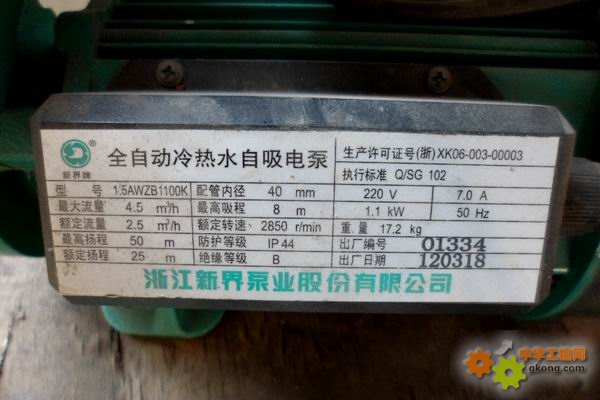 新界牌
全自动冷热水自吸电泵
生产许可证号(浙)XK06-003-00003
执行标准 Q/SG 102
型号 1.5AWZB1100K 配管内径 40 mm 220 V 7.0 A
最大流量 4.5 m³/h 最高吸程 8 m 1.1 kW 50 Hz
额定流量 2.5 m³/h 额定转速、 2850 r/min 重量 17.2 kg
最高扬程 50 m 防护等级 IP 44 出厂编号 01334
额定扬程 25 m 绝缘等级 B 出厂日期 120318
浙江新界泵业股份有限公司
中华工控网
gkong.com